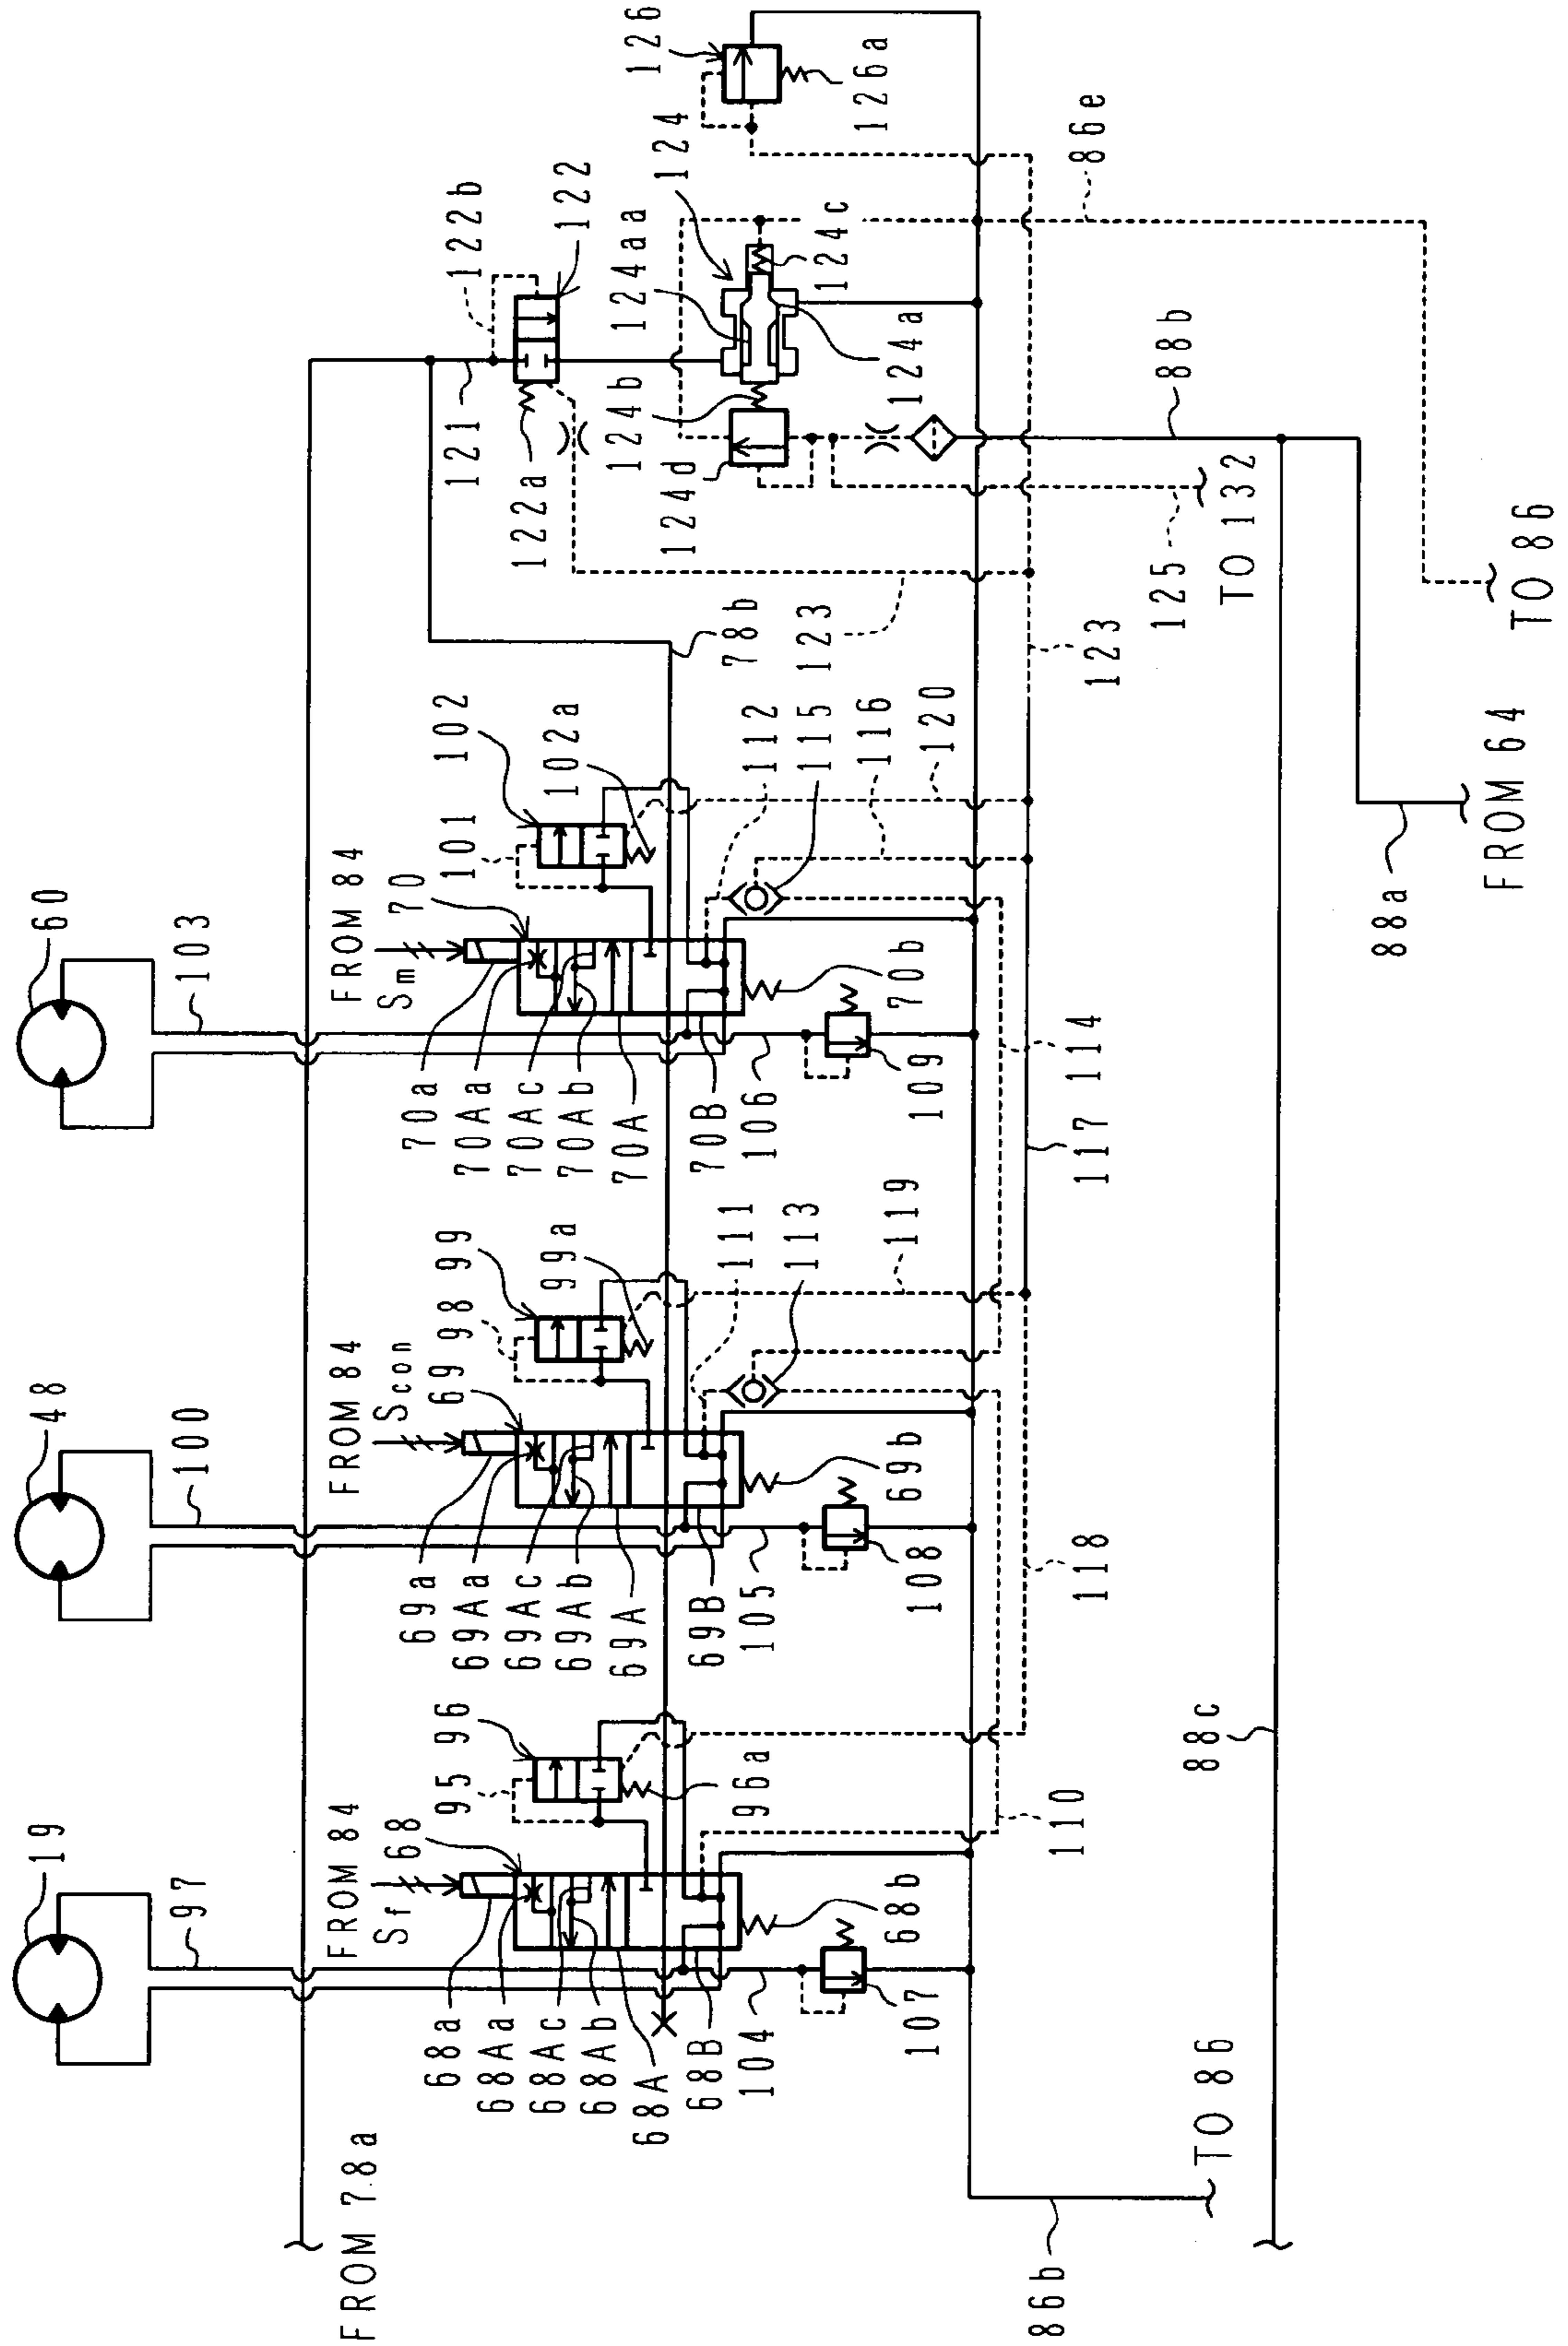 60
103
FROM 84
Sm
70
101
102
102a
70a
70Aa
70Ac
70Ab
70A
70B
106
109
70b
112
115
116
120
78b
123
123
114
117
121
122a
122b
122
124b
124d
124aa
124
124c
124a
126
126a
86e
88b
125
TO 132
TO 86
88a
FROM 64
48
100
FROM 84
Scon
69
98
99
99a
69a
69Aa
69Ac
69Ab
69A
69B
105
108
69b
111
113
119
118
19
97
FROM 84
Sf
68
95
96
96a
68a
68Aa
68Ac
68Ab
68A
68B
104
107
68b
110
88c
FROM 78a
86b
TO 86